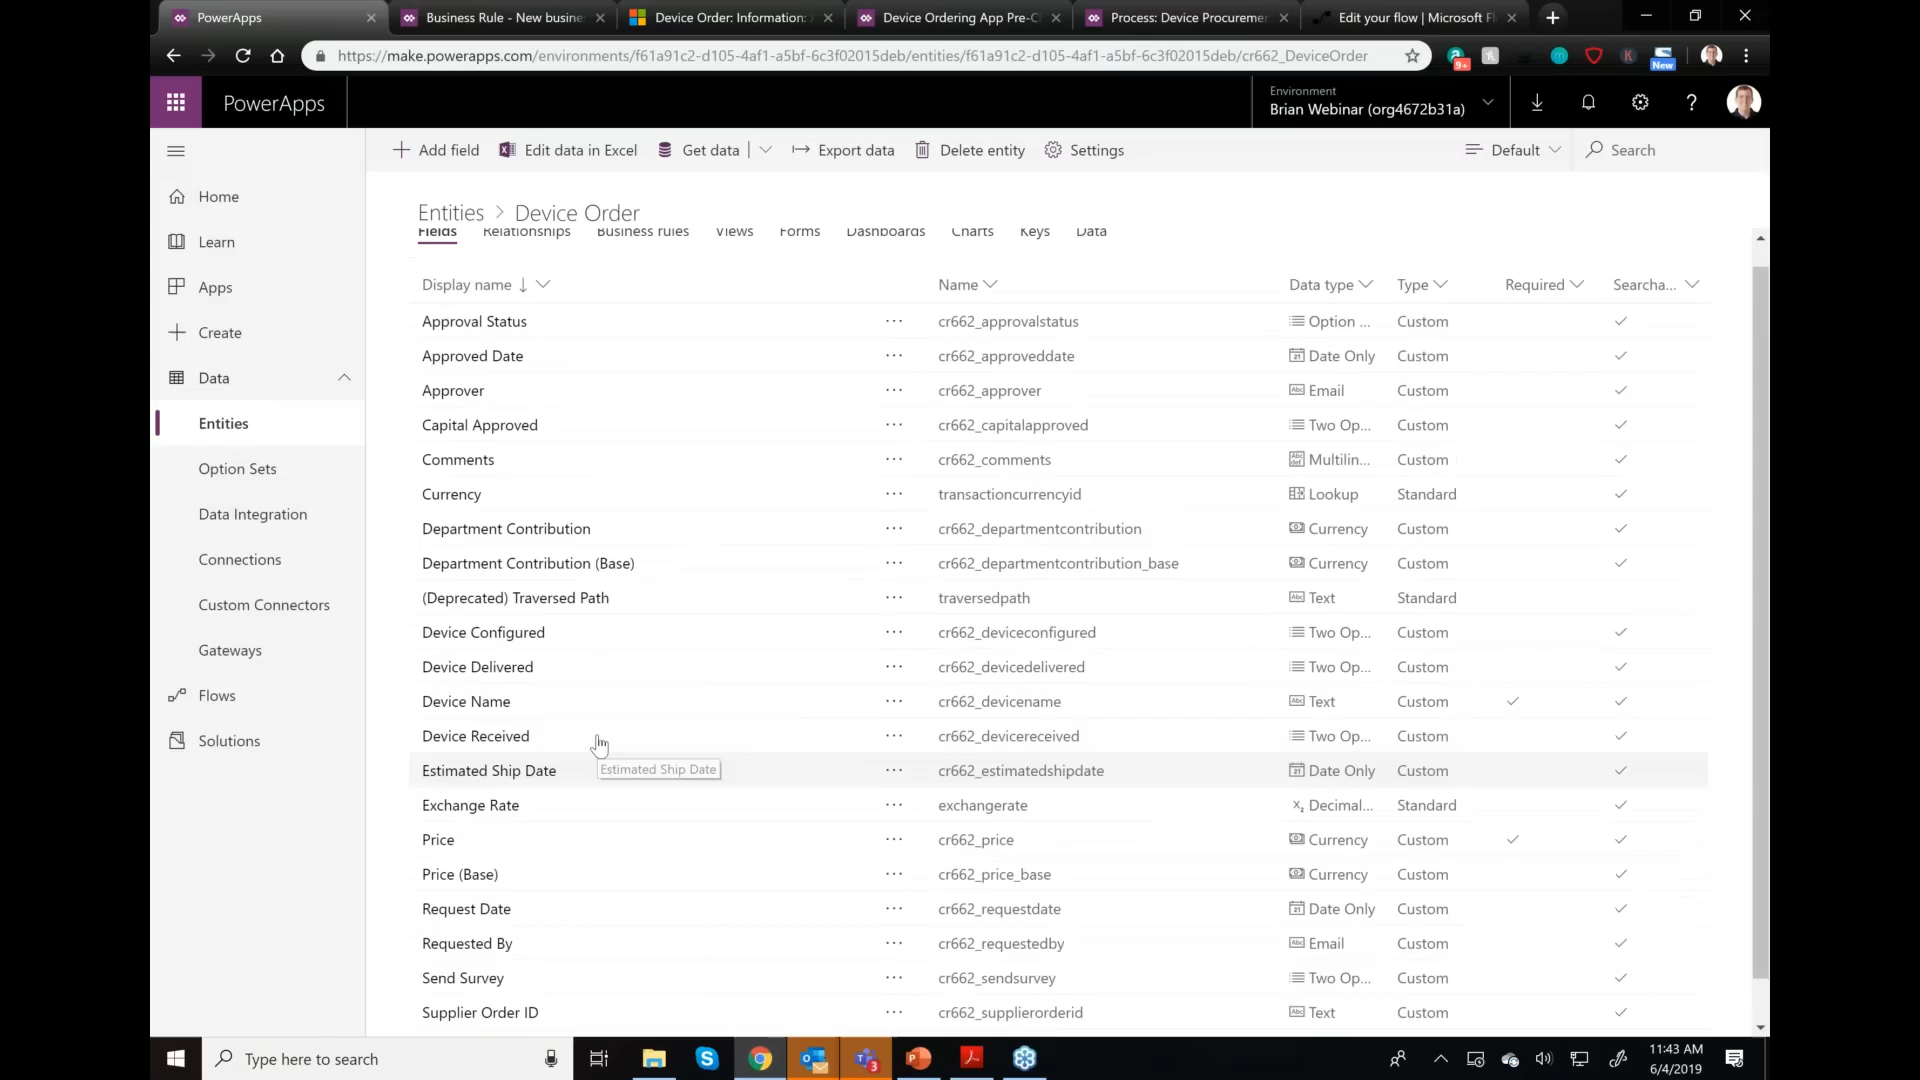 PowerApps
Business Rule - New busine
Device Order: Information:
Device Ordering App Pre-C
Process: Device Procuremen
Edit your flow | Microsoft Fl
https://make.powerapps.com/environments/f61a91c2-d105-4af1-a5bf-6c3f02015deb/entities/f61a91c2-d105-4af1-a5bf-6c3f02015deb/cr662_DeviceOrder
9+
New
PowerApps
Environment
Brian Webinar (org4672b31a)
?
Add field
Edit data in Excel
Get data
Export data
Delete entity
Settings
Default
Search
Home
Learn
Apps
Create
Data
Entities
Option Sets
Data Integration
Connections
Custom Connectors
Gateways
Flows
Solutions
Entities > Device Order
Fields Relationships Business rules Views Forms Dashboards Charts Keys Data
Display name Name Data type Type Required Searcha...
Approval Status ... cr662_approvalstatus Option ... Custom
Approved Date ... cr662_approveddate Date Only Custom
Approver ... cr662_approver Email Custom
Capital Approved ... cr662_capitalapproved Two Op... Custom
Comments ... cr662_comments Multilin... Custom
Currency ... transactioncurrencyid Lookup Standard
Department Contribution ... cr662_departmentcontribution Currency Custom
Department Contribution (Base) ... cr662_departmentcontribution_base Currency Custom
(Deprecated) Traversed Path ... traversedpath Text Standard
Device Configured ... cr662_deviceconfigured Two Op... Custom
Device Delivered ... cr662_devicedelivered Two Op... Custom
Device Name ... cr662_devicename Text Custom
Device Received ... cr662_devicereceived Two Op... Custom
Estimated Ship Date Estimated Ship Date ... cr662_estimatedshipdate Date Only Custom
Exchange Rate ... exchangerate Decimal... Standard
Price ... cr662_price Currency Custom
Price (Base) ... cr662_price_base Currency Custom
Request Date ... cr662_requestdate Date Only Custom
Requested By ... cr662_requestedby Email Custom
Send Survey ... cr662_sendsurvey Two Op... Custom
Supplier Order ID ... cr662_supplierorderid Text Custom
Type here to search
3
11:43 AM
6/4/2019